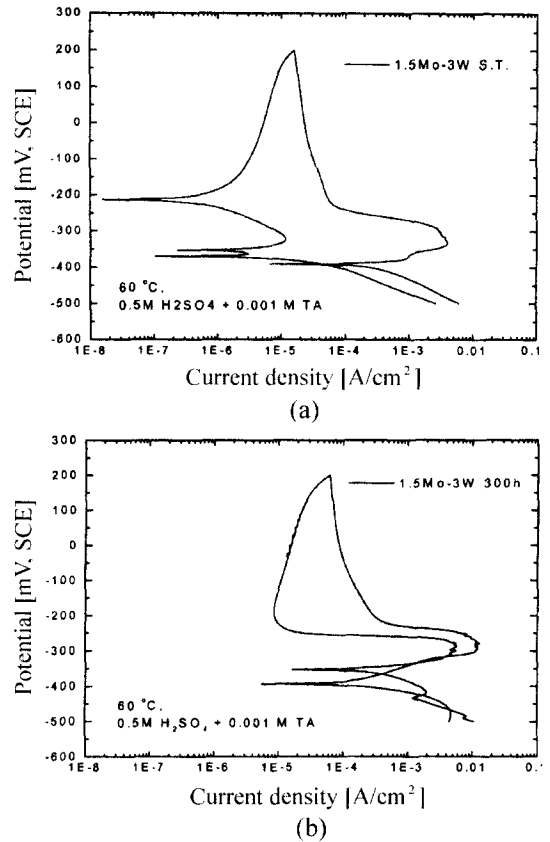 300
200
100
0
-100
-200
-300
-400
-500
-600
Potential [mV, SCE]
1.5Mo-3W S.T.
60 °C,
0.5M H2SO4 + 0.001 M TA
1E-8 1E-7 1E-6 1E-5 1E-4 1E-3 0.01 0.1
Current density [A/cm²]
(a)
300
200
100
0
-100
-200
-300
-400
-500
-600
Potential [mV, SCE]
1.5Mo-3W 300h
60 °C,
0.5M H₂SO₄ + 0.001 M TA
1E-8 1E-7 1E-6 1E-5 1E-4 1E-3 0.01 0.1
Current density [A/cm²]
(b)